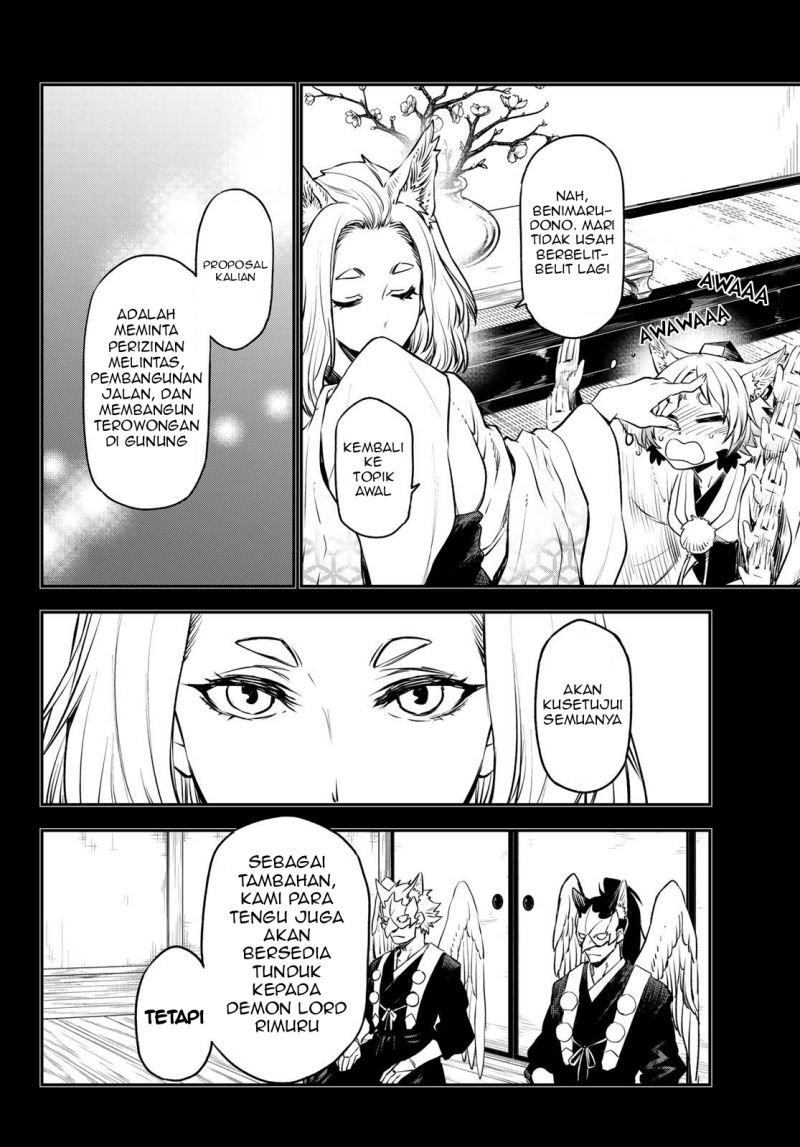 NAH,
BENIMARU-
DONO. MARI
TIDAK USAH
BERBELIT-
BELIT LAGI
AWAAA
AWAWAAA
KEMBALI
KE
TOPIK
AWAL
PROPOSAL
KALIAN
ADALAH
MEMINTA
PERIZINAN
MELINTAS,
PEMBANGUNAN
JALAN, DAN
MEMBANGUN
TEROWONGAN
DI GUNUNG
AKAN
KUSETUJUI
SEMUANYA
SEBAGAI
TAMBAHAN,
KAMI PARA
TENGU JUGA
AKAN
BERSEDIA
TUNDUK
KEPADA
DEMON LORD
RIMURU
TETAPI